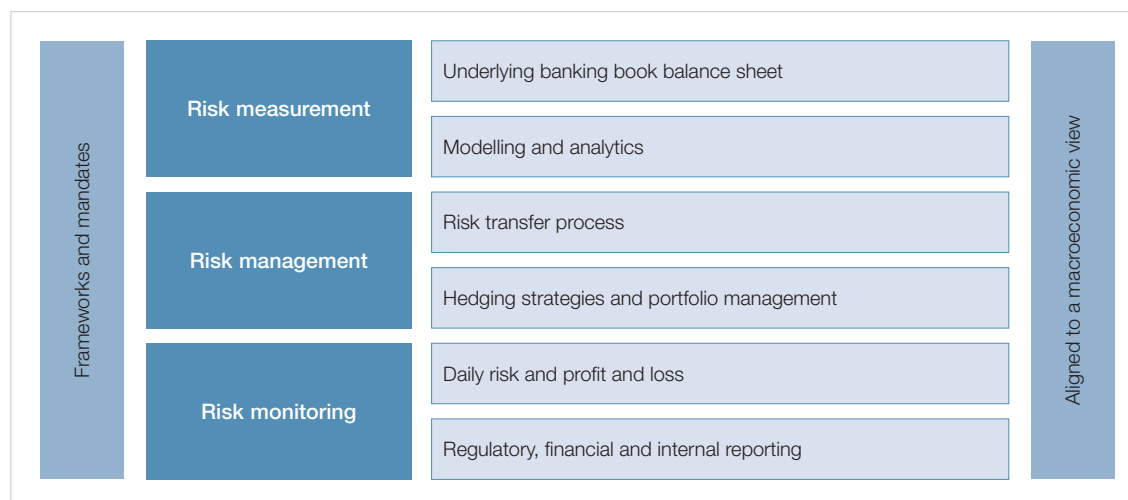 Frameworks and mandates
Risk measurement
Underlying banking book balance sheet
Modelling and analytics
Risk management
Risk transfer process
Hedging strategies and portfolio management
Risk monitoring
Daily risk and profit and loss
Regulatory, financial and internal reporting
Aligned to a macroeconomic view